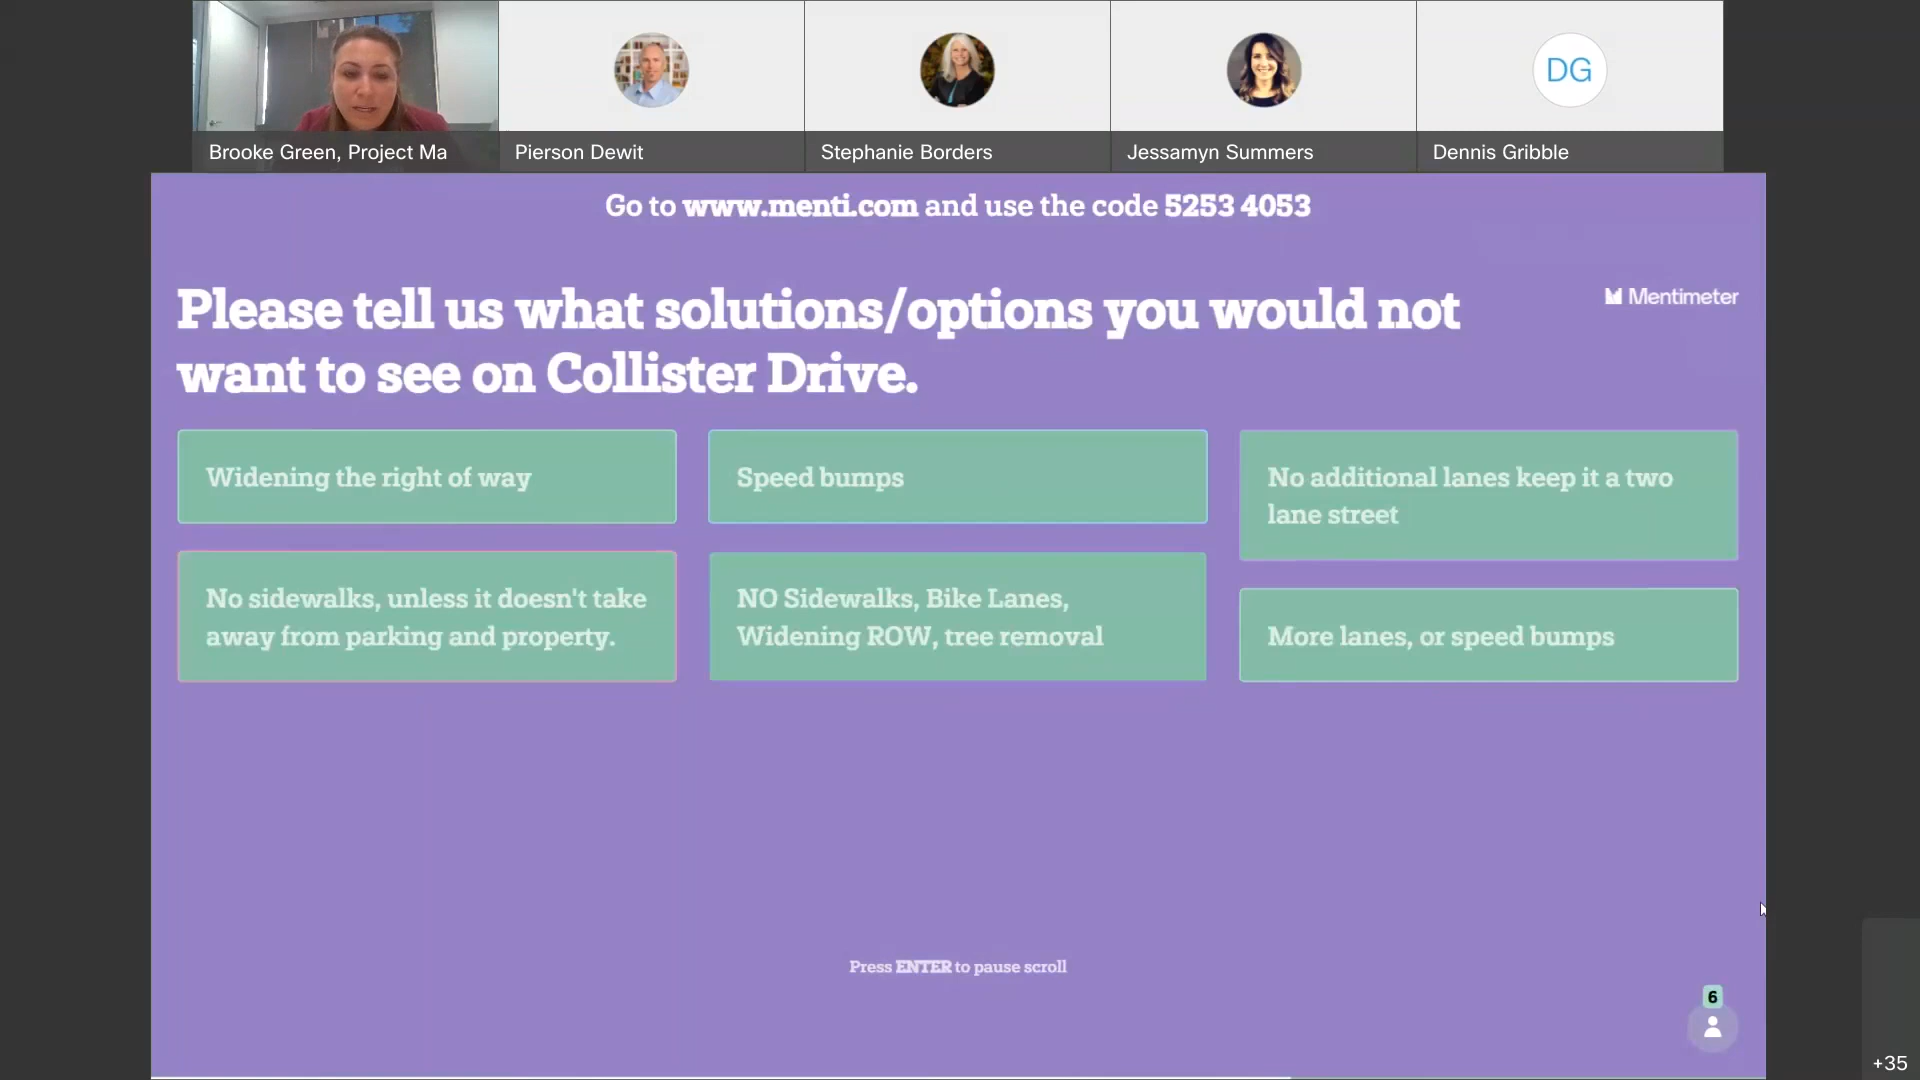 Brooke Green, Project Ma
Pierson Dewit
Stephanie Borders
Jessamyn Summers
DG
Dennis Gribble
Go to www.menti.com and use the code 5253 4053
Please tell us what solutions/options you would not
want to see on Collister Drive.
Mentimeter
Widening the right of way
Speed bumps
No additional lanes keep it a two
lane street
No sidewalks, unless it doesn't take
away from parking and property.
NO Sidewalks, Bike Lanes,
Widening ROW, tree removal
More lanes, or speed bumps
Press ENTER to pause scroll
6
+35